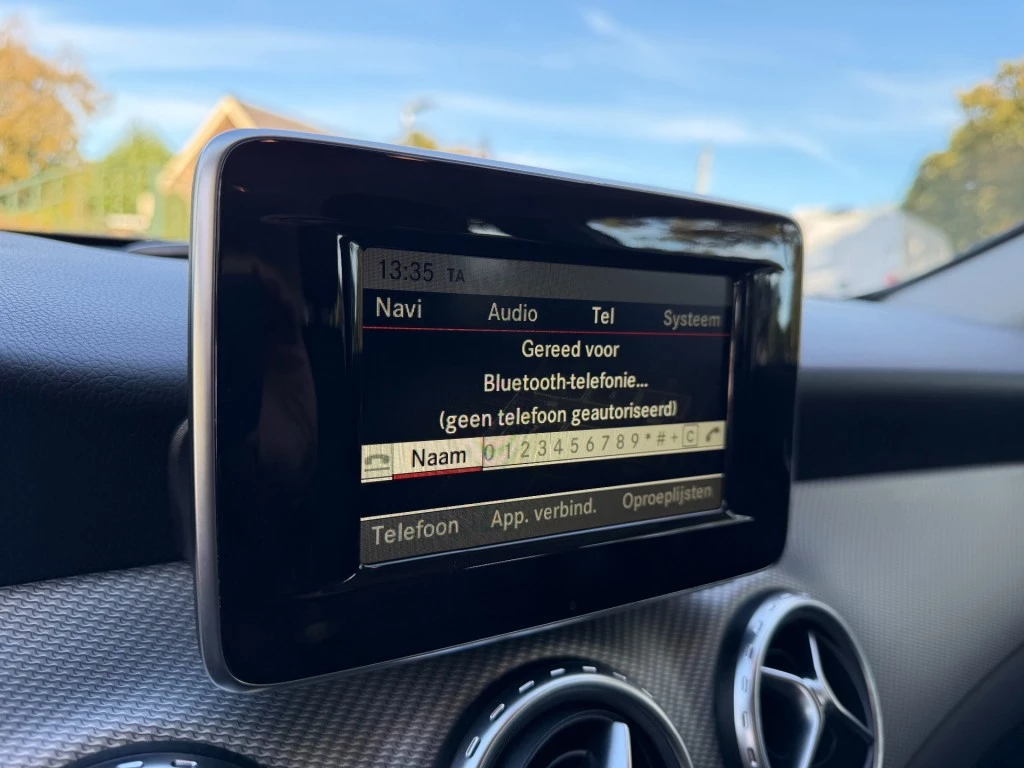 13:35 TA
Navi Audio Tel Systeem
Gereed voor
Bluetooth-telefonie...
(geen telefoon geautoriseerd)
Naam 0 1 2 3 4 5 6 7 8 9 * # + C
Telefoon App. verbind. Oproeplijsten